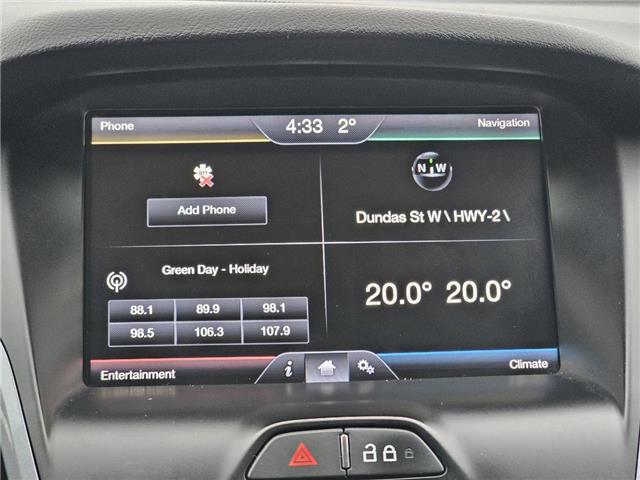 Phone
4:33 2°
Navigation
Add Phone
N W
Dundas St W \ HWY-2 \
Green Day - Holiday
88.1 89.9 98.1
98.5 106.3 107.9
20.0° 20.0°
Entertainment
i
Climate